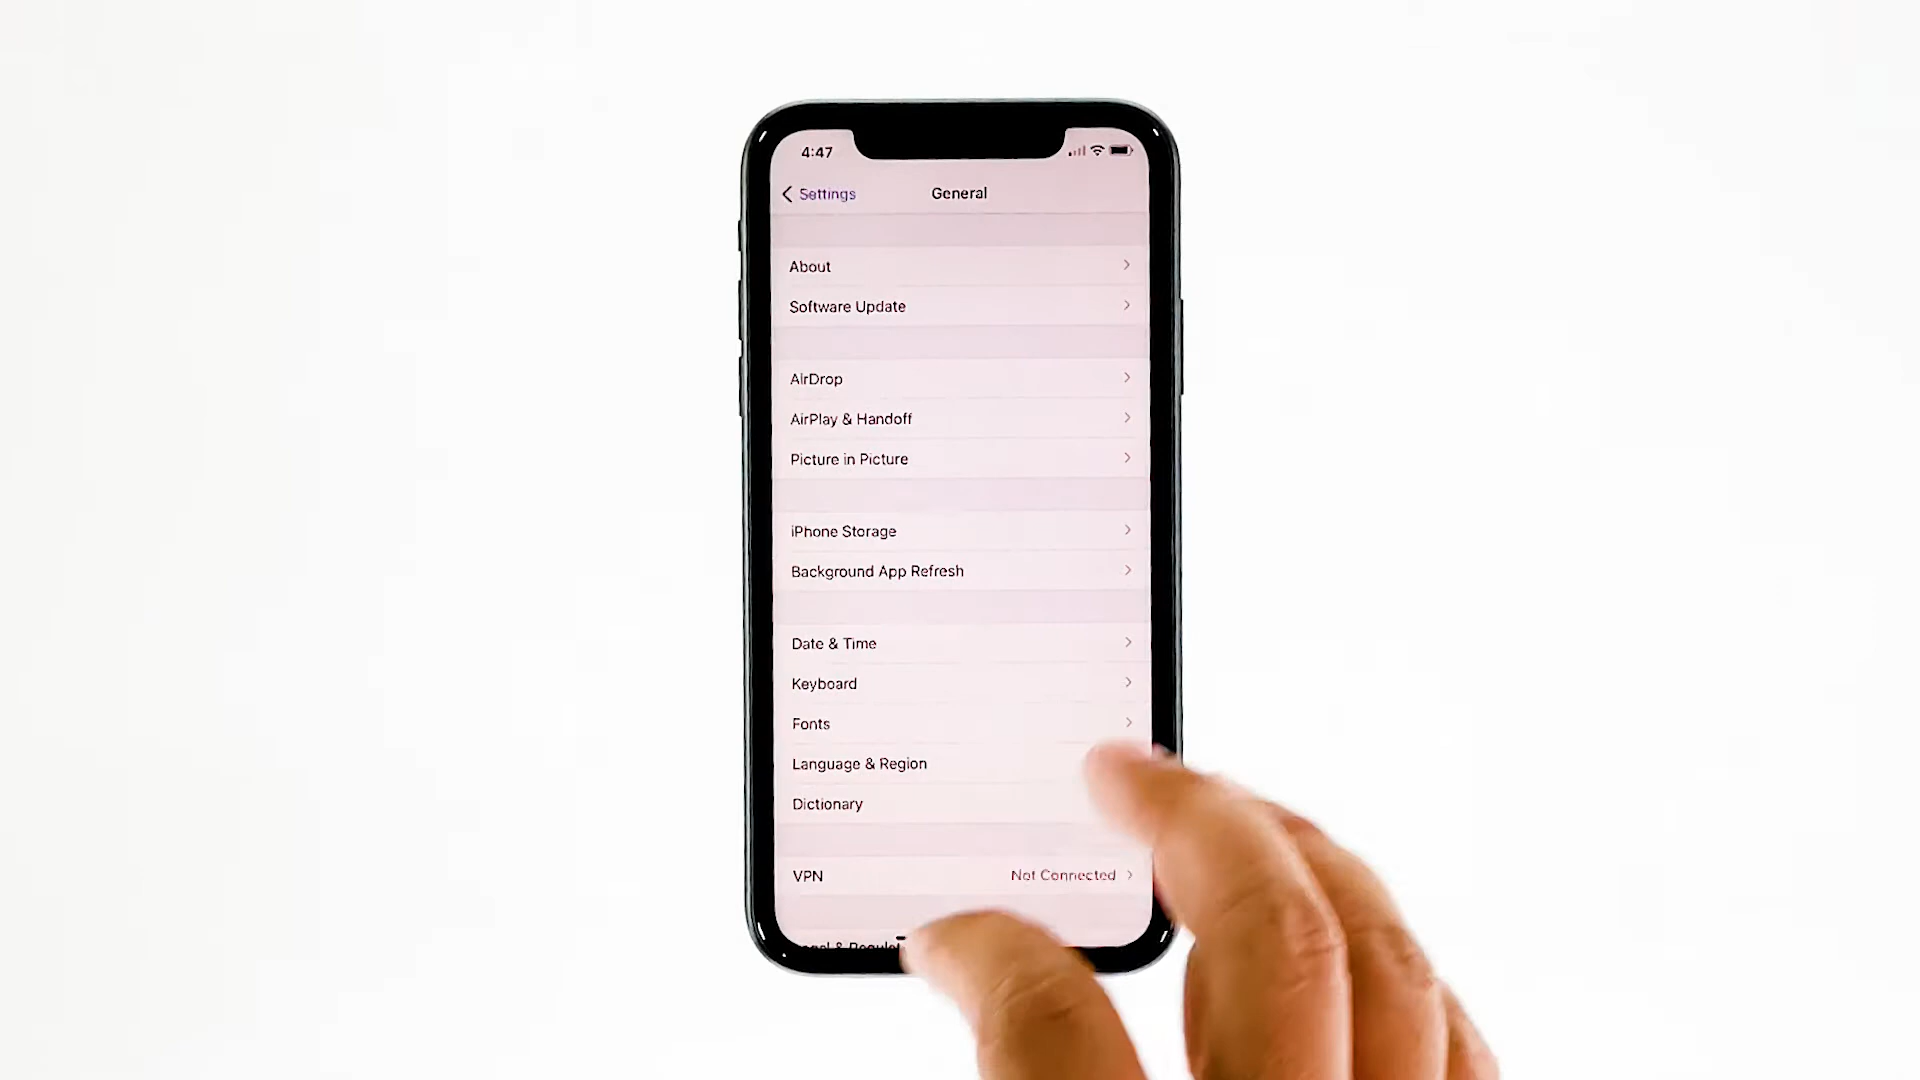 4:47
Settings
General
About
Software Update
AirDrop
AirPlay & Handoff
Picture in Picture
iPhone Storage
Background App Refresh
Date & Time
Keyboard
Fonts
Language & Region
Dictionary
VPN Not Connected